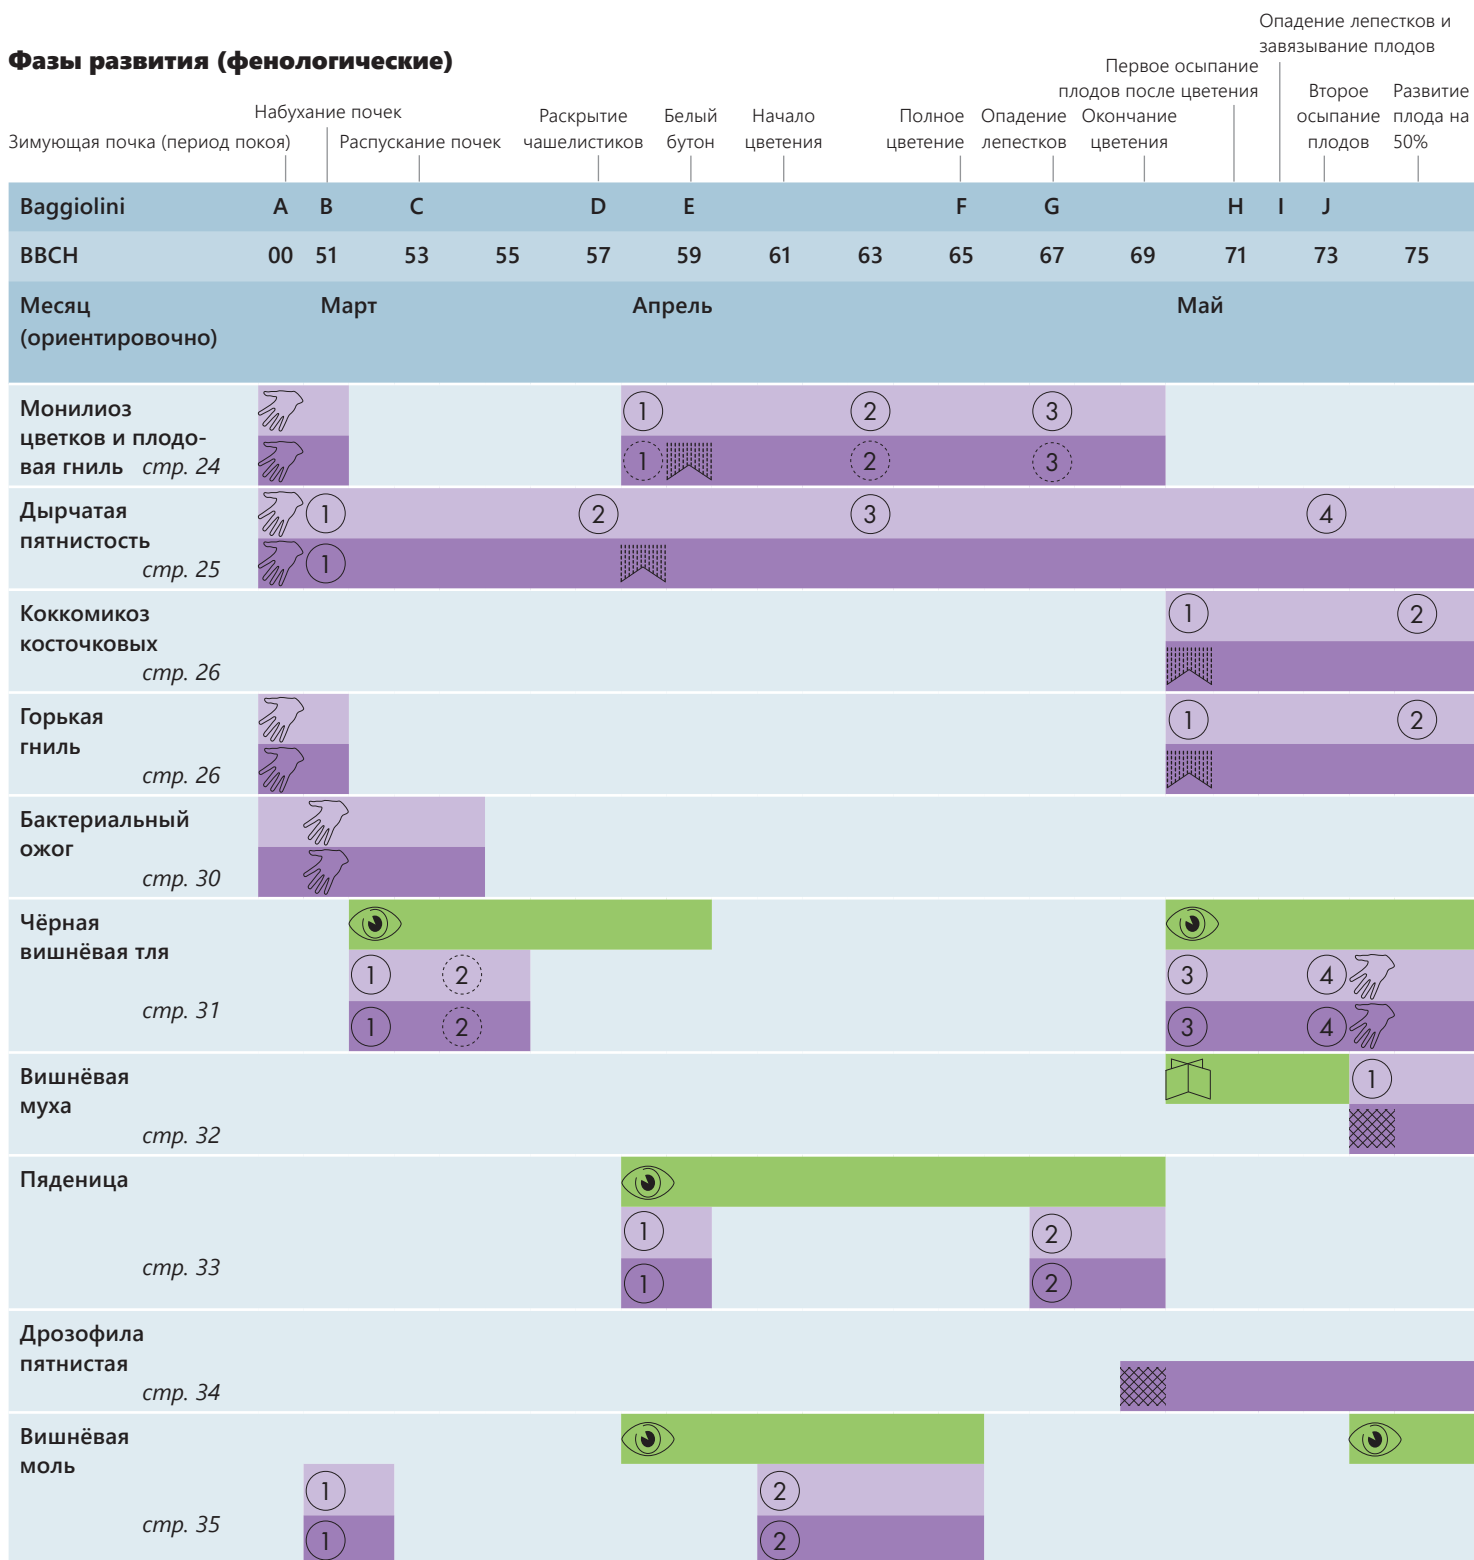 Фазы развития (фенологические)
Опадение лепестков и
завязывание плодов
Первое осыпание
плодов после цветения
Второе
осыпание
плодов
Развитие
плода на
50%
Зимующая почка (период покоя)
Набухание почек
Распускание почек
Раскрытие
чашелистиков
Белый
бутон
Начало
цветения
Полное
цветение
Опадение
лепестков
Окончание
цветения
Baggiolini A B C D E F G H I J
BBCH 00 51 53 55 57 59 61 63 65 67 69 71 73 75
Месяц Март Апрель Май
(ориентировочно)
Монилиоз
цветков и плодо-
вая гниль стр. 24
1 2 3
1 2 3
Дырчатая
пятнистость
стр. 25
1 2 3 4
1
Коккомикоз
косточковых
стр. 26
1 2
Горькая
гниль
стр. 26
1 2
Бактериальный
ожог
стр. 30
Чёрная
вишнёвая тля
стр. 31
1 2 3 4
1 2 3 4
Вишнёвая
муха
стр. 32
1
Пяденица
стр. 33
1 2
1 2
Дрозофила
пятнистая
стр. 34
Вишнёвая
моль
стр. 35
1 2
1 2